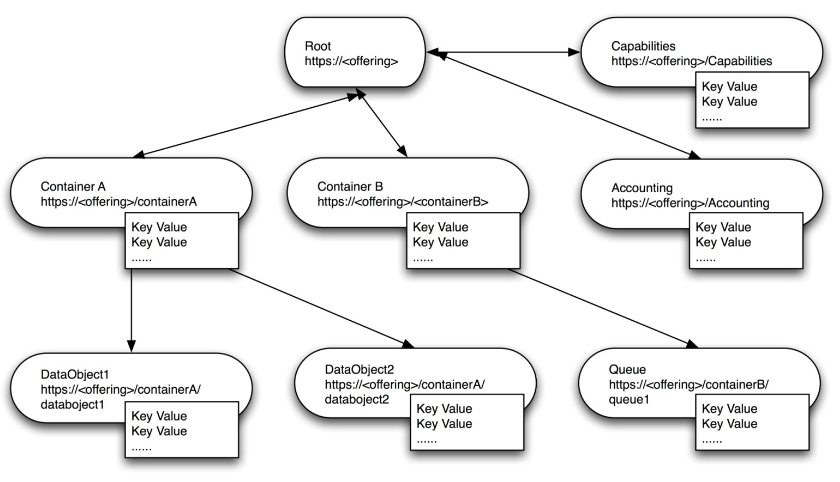 Root
https://<offering>
Capabilities
https://<offering>/Capabilities
Key Value
Key Value
......
Container A
https://<offering>/containerA
Key Value
Key Value
......
Container B
https://<offering>/<containerB>
Key Value
Key Value
......
Accounting
https://<offering>/Accounting
Key Value
Key Value
......
DataObject1
https://<offering>/containerA/
databoject1
Key Value
Key Value
......
DataObject2
https://<offering>/containerA/
databoject2
Key Value
Key Value
......
Queue
https://<offering>/containerB/
queue1
Key Value
Key Value
......